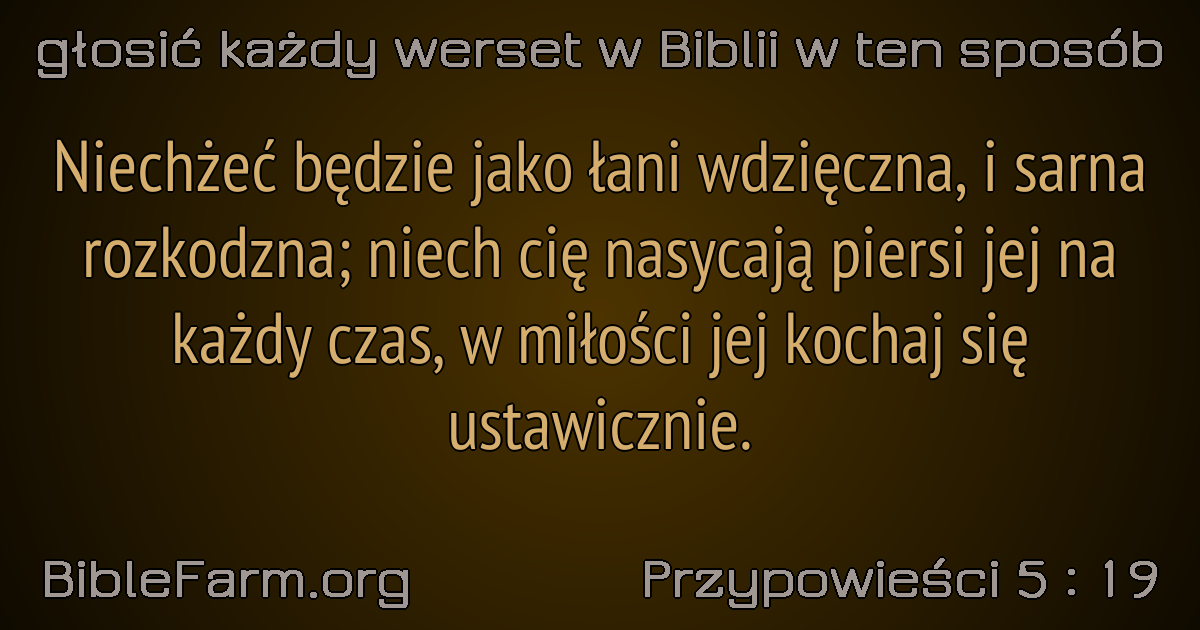 głosić każdy werset w Biblii w ten sposób
Niechżeć będzie jako łani wdzięczna, i sarna
rozkodzna; niech cię nasycają piersi jej na
każdy czas, w miłości jej kochaj się
ustawicznie.
BibleFarm.org
Przypowieści 5 : 19